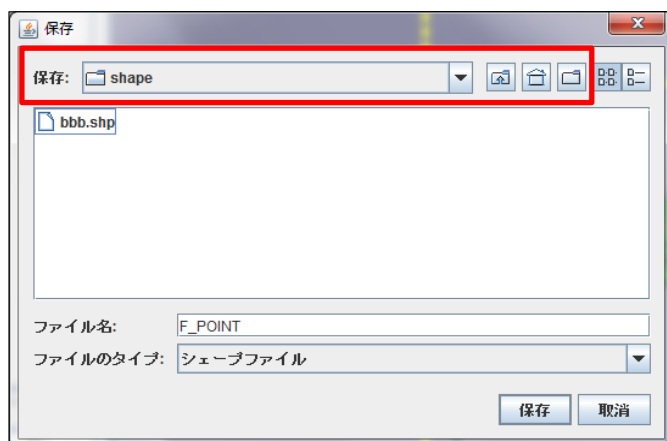 保存
保存: shape
bbb.shp
ファイル名: F_POINT
ファイルのタイプ: シェープファイル
保存 取消